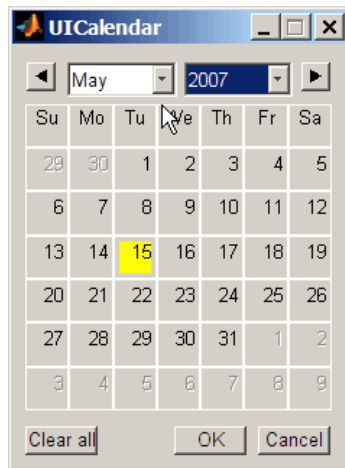 UICalendar
May 2007
Su Mo Tu We Th Fr Sa
29 30 1 2 3 4 5
6 7 8 9 10 11 12
13 14 15 16 17 18 19
20 21 22 23 24 25 26
27 28 29 30 31 1 2
3 4 5 6 7 8 9
Clear all OK Cancel